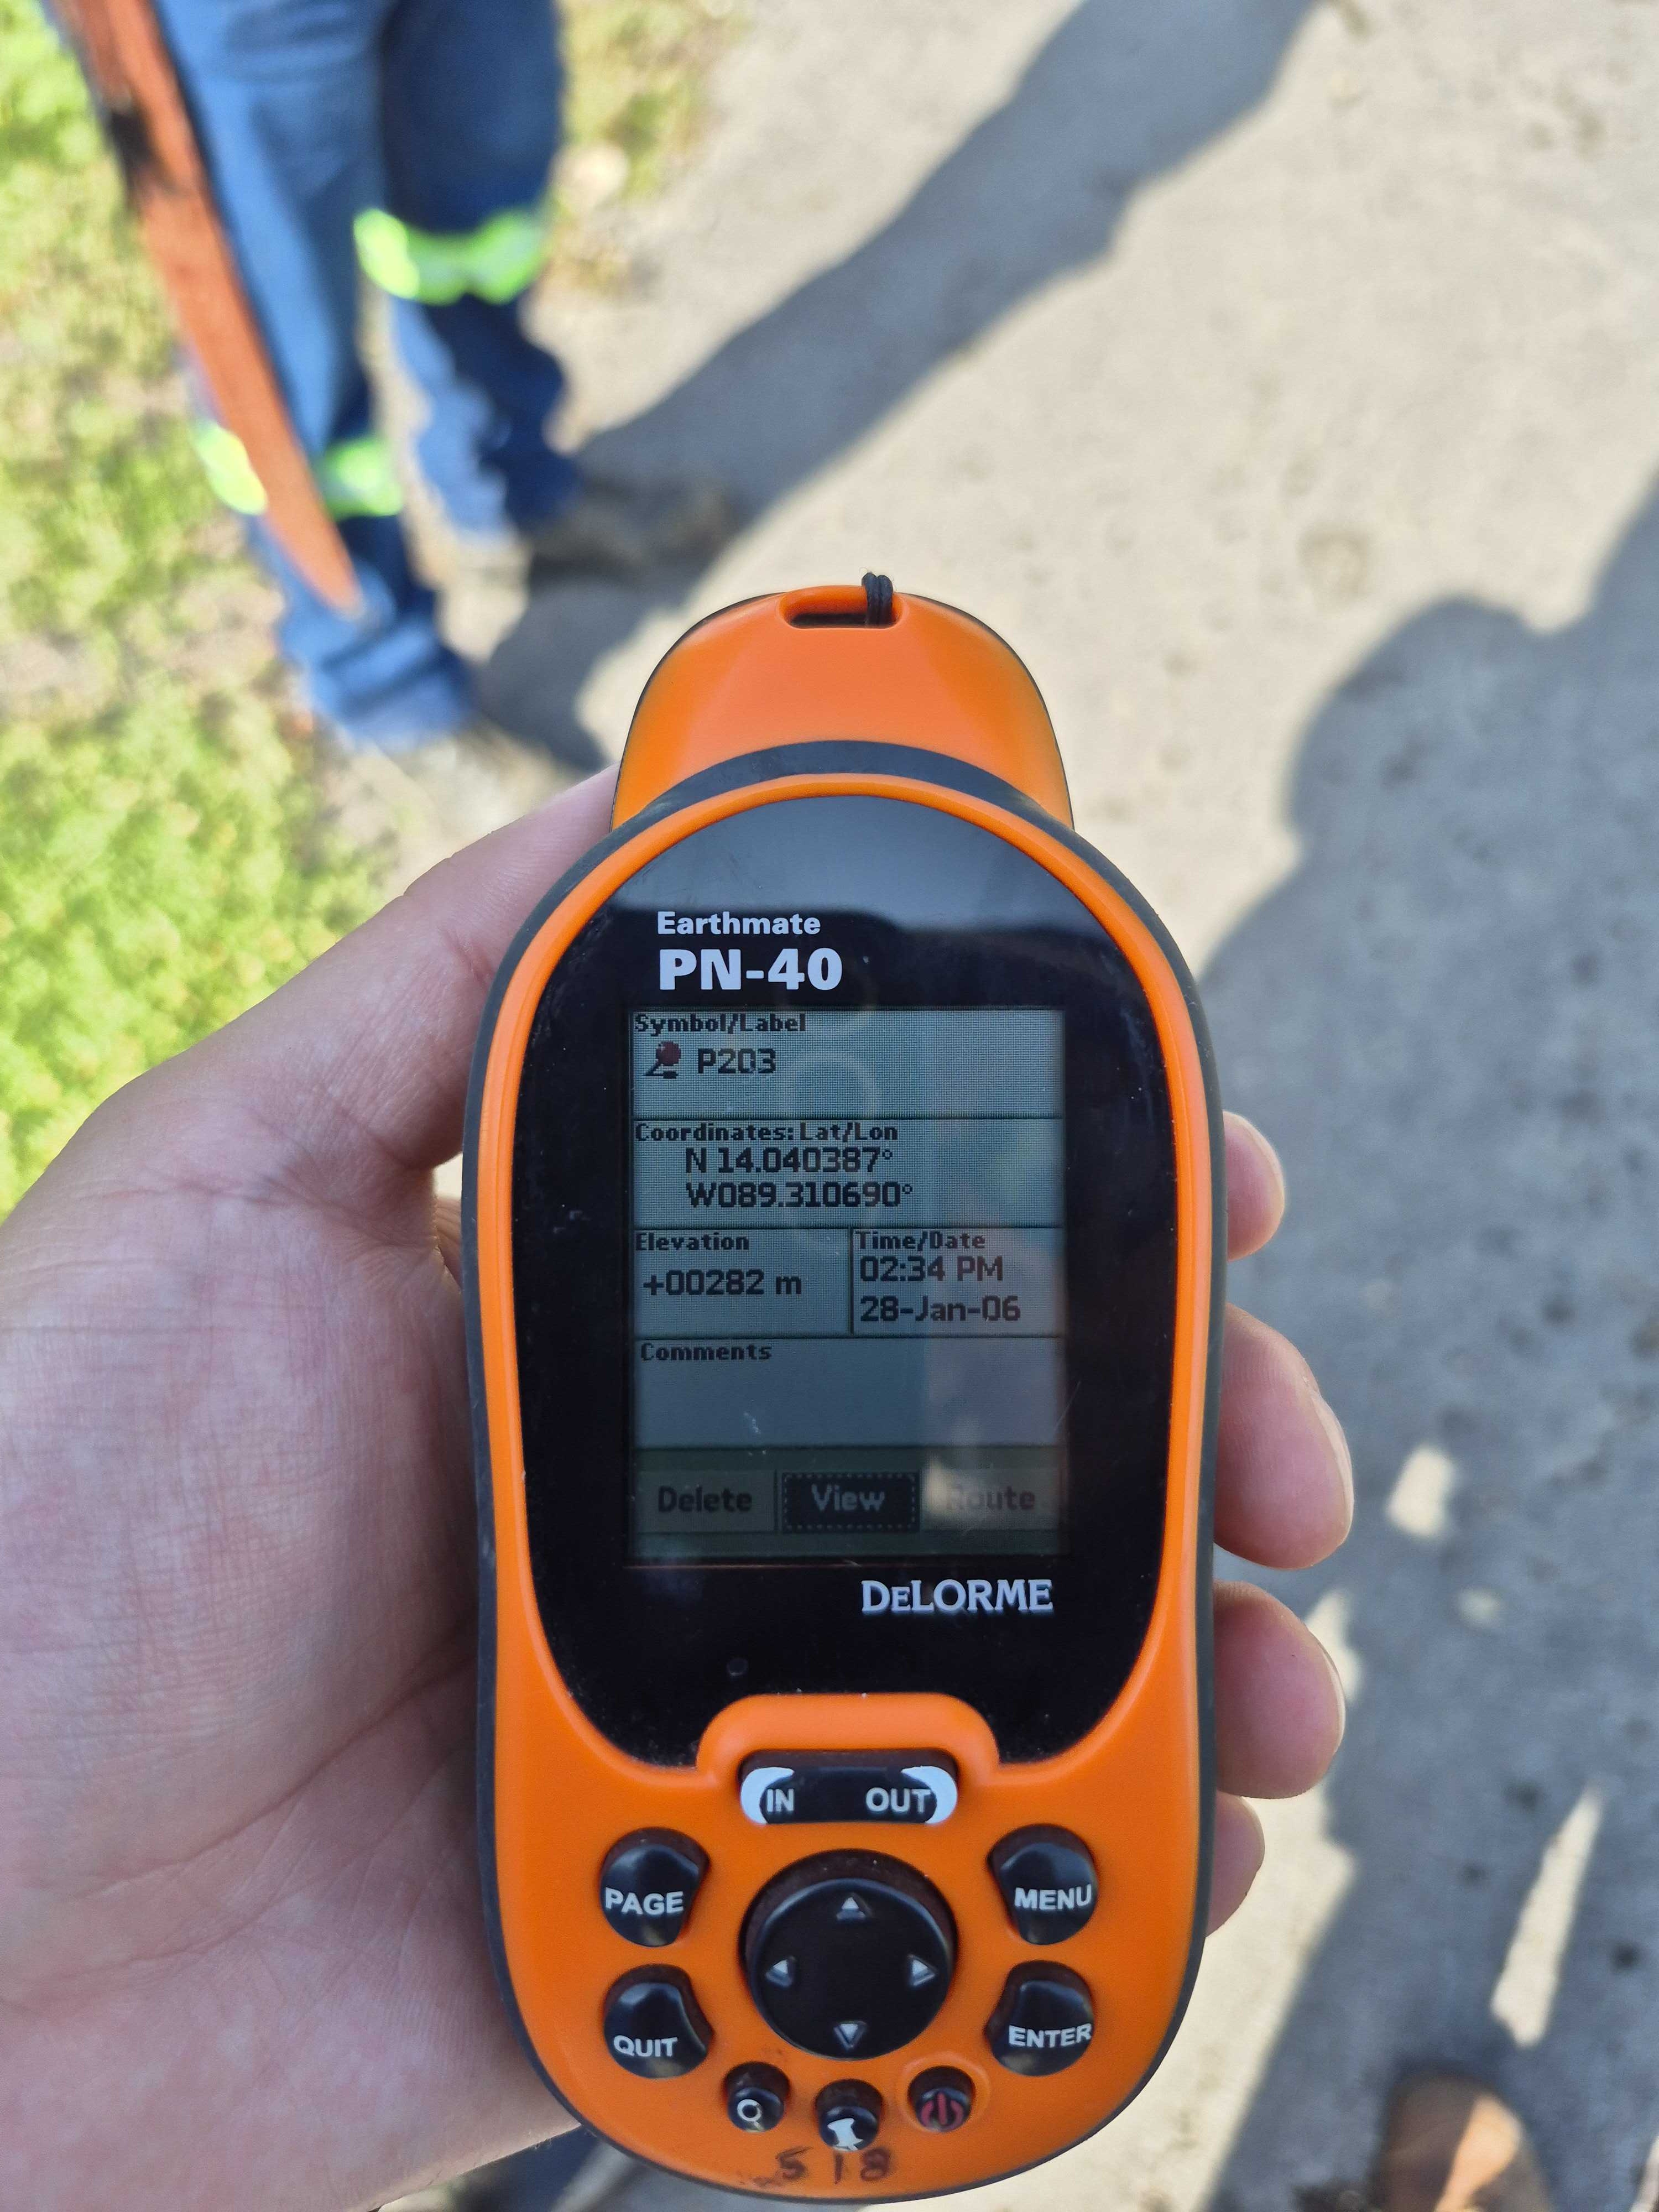 Earthmate
PN-40
Symbol/Label
P203
Coordinates: Lat/Lon
N 14.040387°
W089.310690°
Elevation
+00282 m
Time/Date
02:34 PM
28-Jan-06
Comments
Delete View Route
DELORME
IN OUT
PAGE
MENU
QUIT
ENTER
518